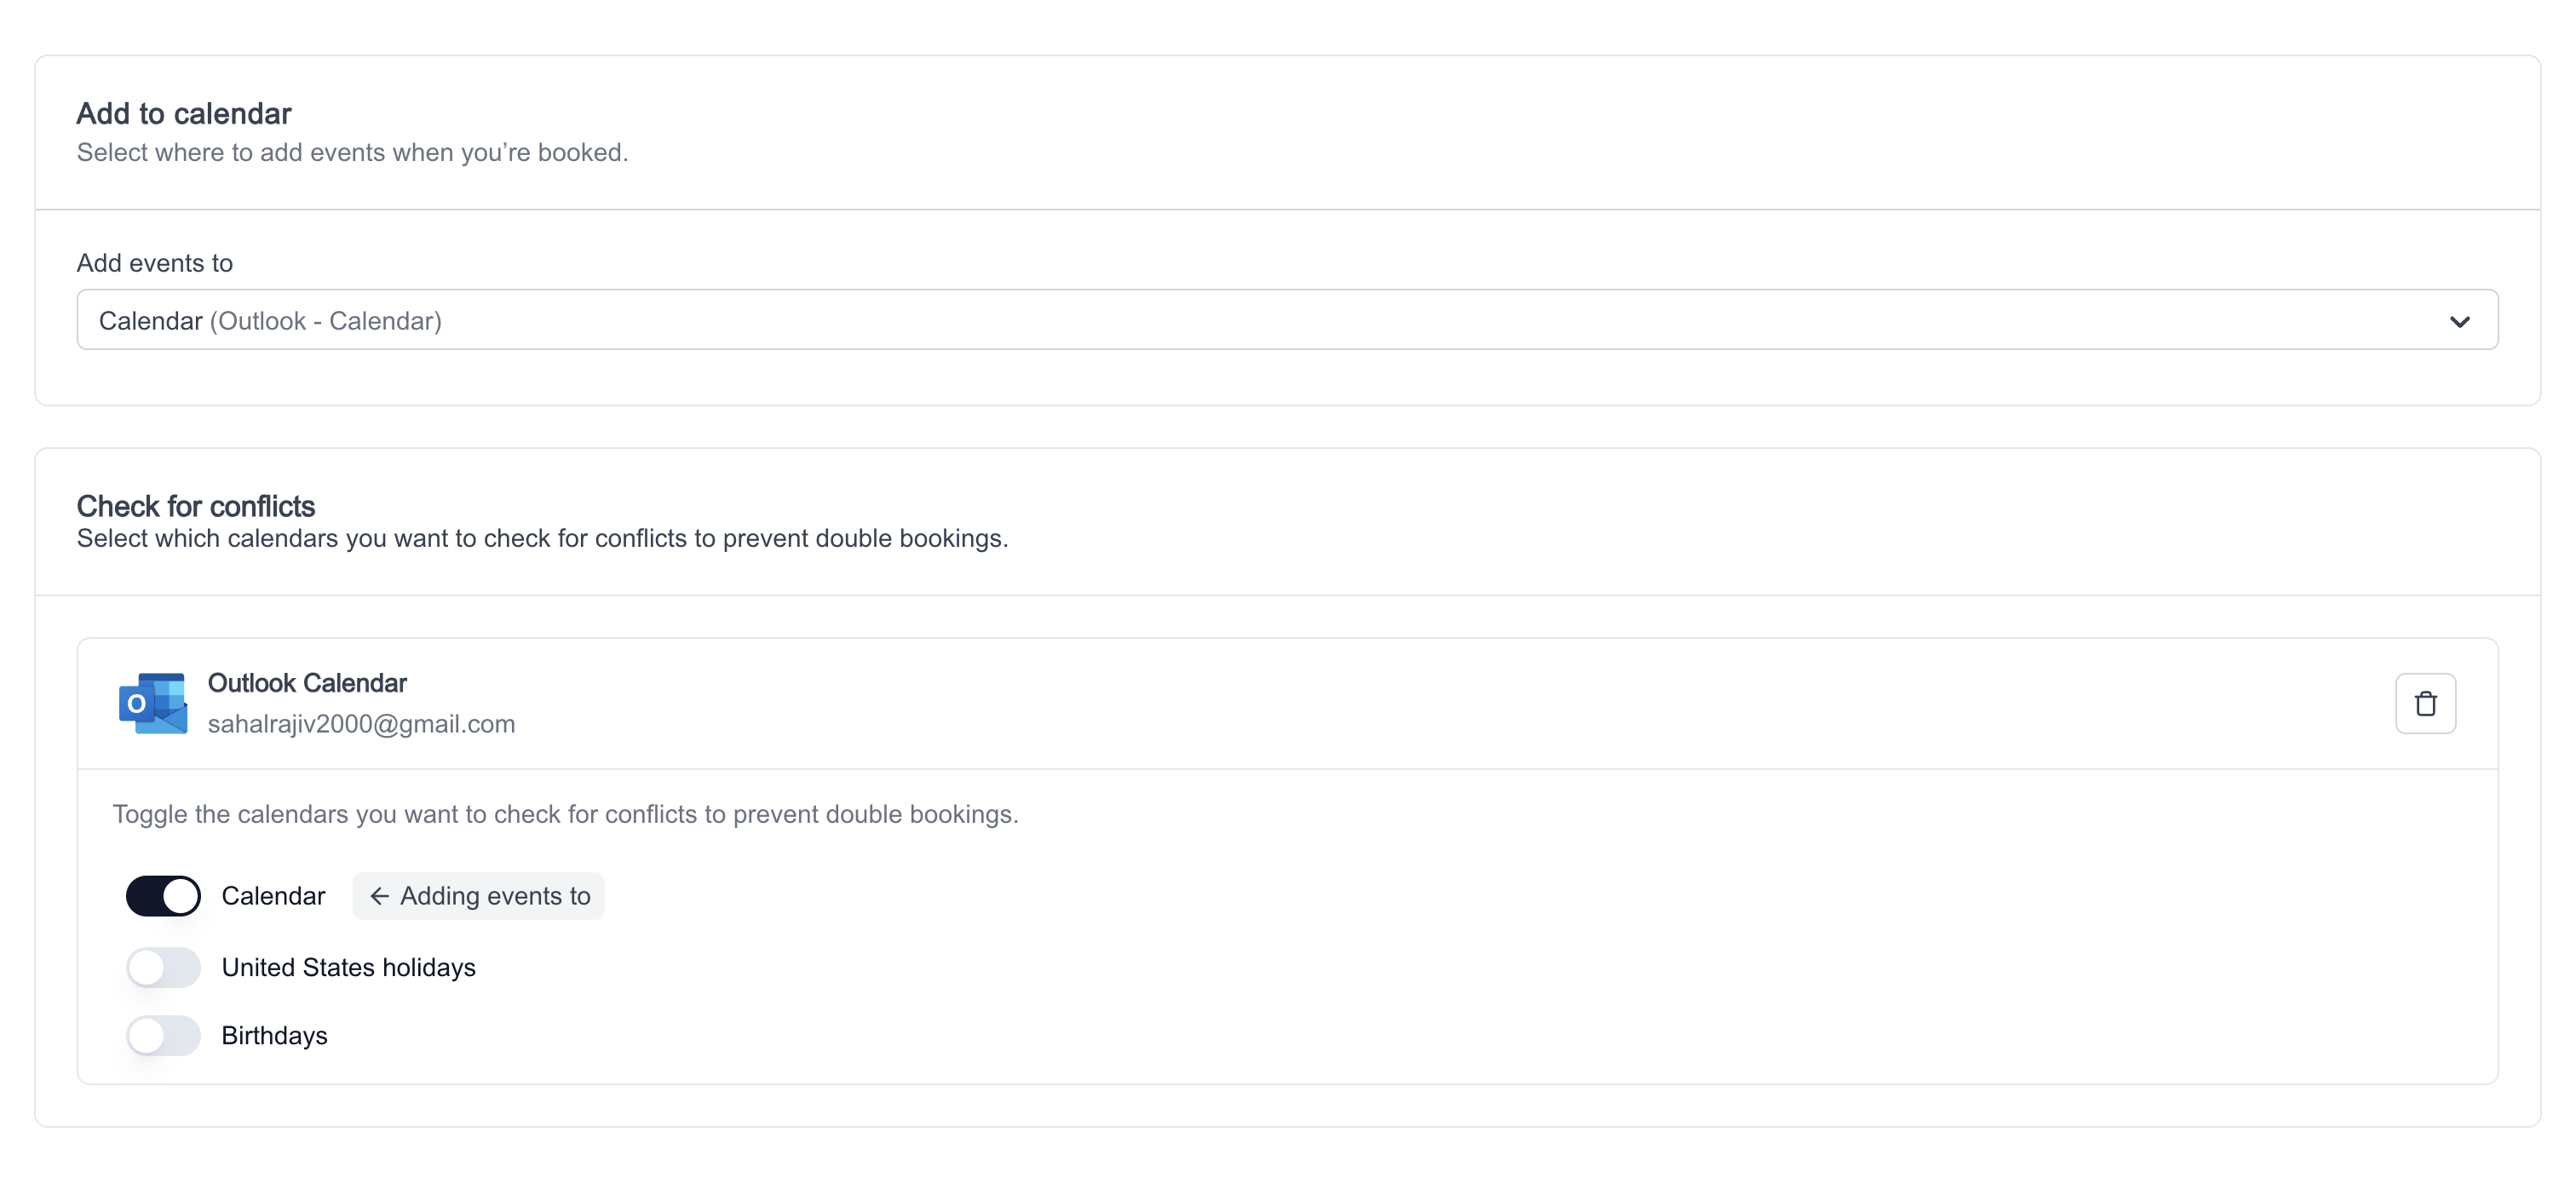 Add to calendar
Select where to add events when you’re booked.
Add events to
Calendar (Outlook - Calendar)
Check for conflicts
Select which calendars you want to check for conflicts to prevent double bookings.
O
Outlook Calendar
sahalrajiv2000@gmail.com
Toggle the calendars you want to check for conflicts to prevent double bookings.
Calendar ← Adding events to
United States holidays
Birthdays